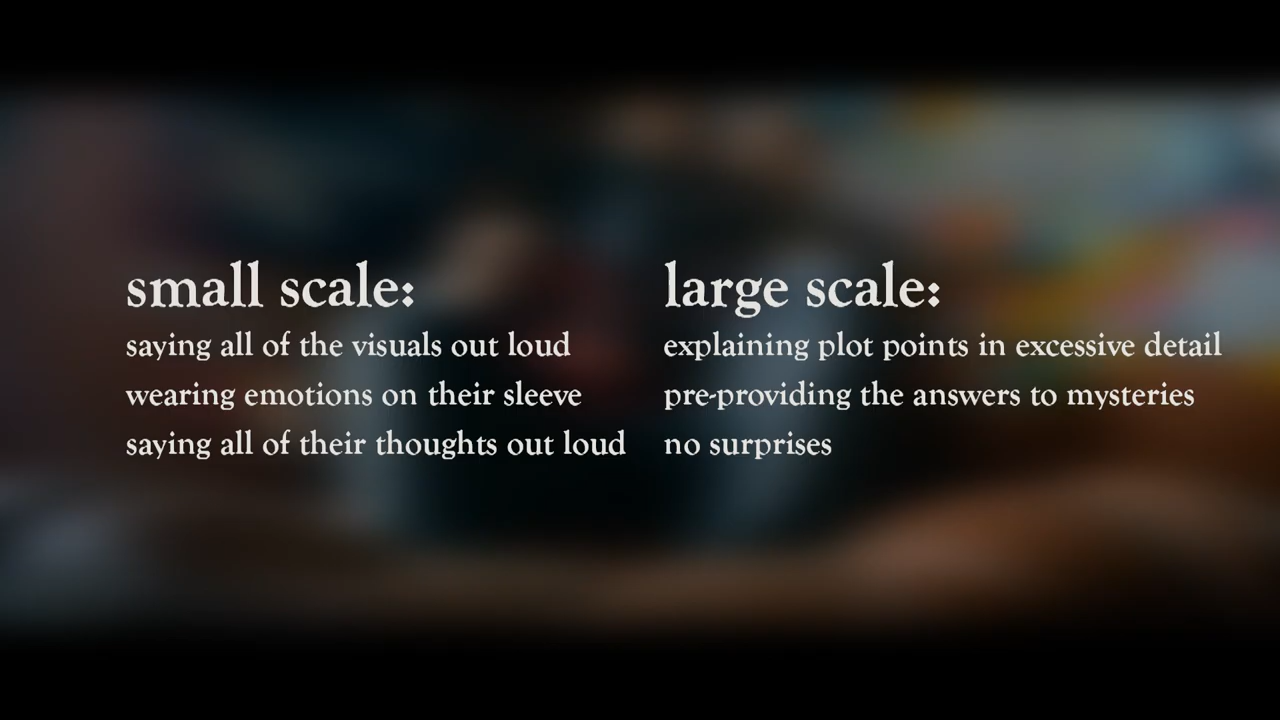 small scale:
saying all of the visuals out loud
wearing emotions on their sleeve
saying all of their thoughts out loud
large scale:
explaining plot points in excessive detail
pre-providing the answers to mysteries
no surprises